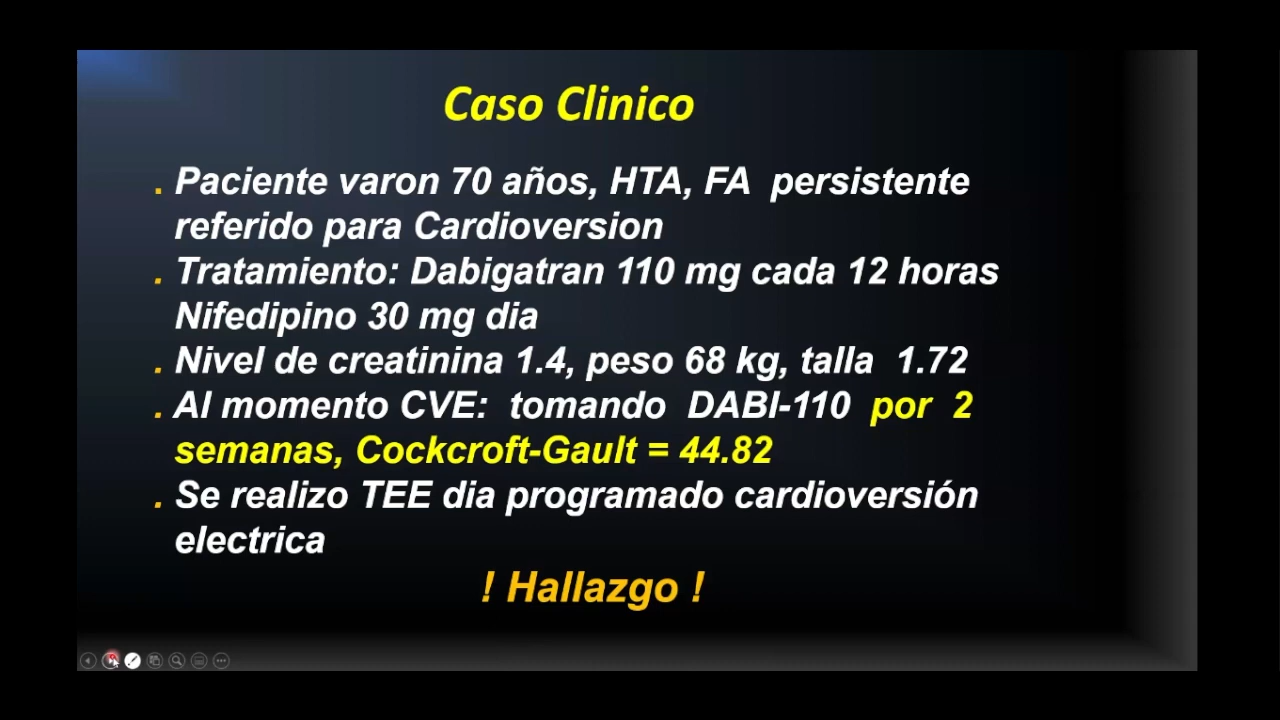 Caso Clinico
. Paciente varon 70 años, HTA, FA persistente
referido para Cardioversion
. Tratamiento: Dabigatran 110 mg cada 12 horas
Nifedipino 30 mg dia
. Nivel de creatinina 1.4, peso 68 kg, talla 1.72
. Al momento CVE: tomando DABI-110 por 2
semanas, Cockcroft-Gault = 44.82
. Se realizo TEE dia programado cardioversión
electrica
! Hallazgo !